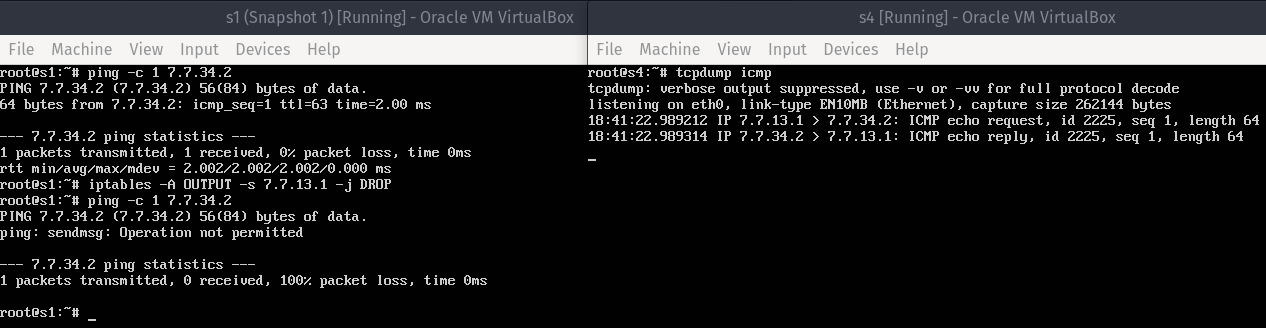 s1 (Snapshot 1) [Running] - Oracle VM VirtualBox
File Machine View Input Devices Help
root@s1:~# ping -c 1 7.7.34.2
PING 7.7.34.2 (7.7.34.2) 56(84) bytes of data.
64 bytes from 7.7.34.2: icmp_seq=1 ttl=63 time=2.00 ms

--- 7.7.34.2 ping statistics ---
1 packets transmitted, 1 received, 0% packet loss, time 0ms
rtt min/avg/max/mdev = 2.002/2.002/2.002/0.000 ms
root@s1:~# iptables -A OUTPUT -s 7.7.13.1 -j DROP
root@s1:~# ping -c 1 7.7.34.2
PING 7.7.34.2 (7.7.34.2) 56(84) bytes of data.
ping: sendmsg: Operation not permitted

--- 7.7.34.2 ping statistics ---
1 packets transmitted, 0 received, 100% packet loss, time 0ms

root@s1:~# _
s4 [Running] - Oracle VM VirtualBox
File Machine View Input Devices Help
root@s4:~# tcpdump icmp
tcpdump: verbose output suppressed, use -v or -vv for full protocol decode
listening on eth0, link-type EN10MB (Ethernet), capture size 262144 bytes
18:41:22.989212 IP 7.7.13.1 > 7.7.34.2: ICMP echo request, id 2225, seq 1, length 64
18:41:22.989314 IP 7.7.34.2 > 7.7.13.1: ICMP echo reply, id 2225, seq 1, length 64
_